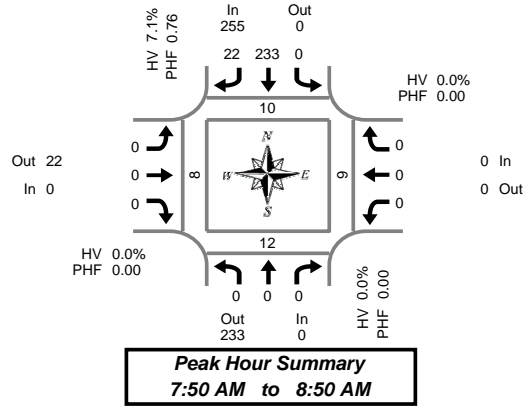 In Out
255 0
22 233 0
HV 7.1%
PHF 0.76
HV 0.0%
PHF 0.00
10
0
0
0
Out 22
In 0
8
N
W E
S
9
0
0
0
0 In
0 Out
12
HV 0.0%
PHF 0.00
0 0 0
Out In
233 0
HV 0.0%
PHF 0.00
Peak Hour Summary
7:50 AM to 8:50 AM